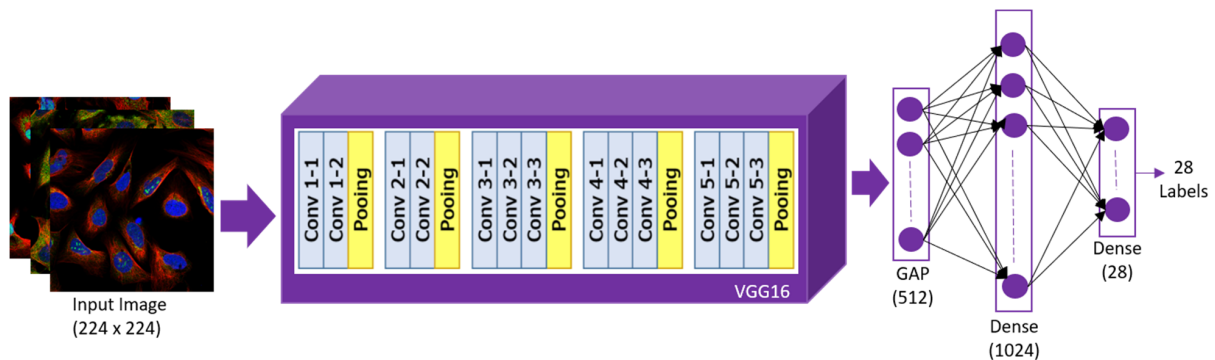 Input Image
(224 x 224)
Conv 1-1
Conv 1-2
Pooing
Conv 2-1
Conv 2-2
Pooing
Conv 3-1
Conv 3-2
Conv 3-3
Pooing
Conv 4-1
Conv 4-2
Conv 4-3
Pooing
Conv 5-1
Conv 5-2
Conv 5-3
Pooing
VGG16
GAP
(512)
Dense
(1024)
Dense
(28)
28
Labels